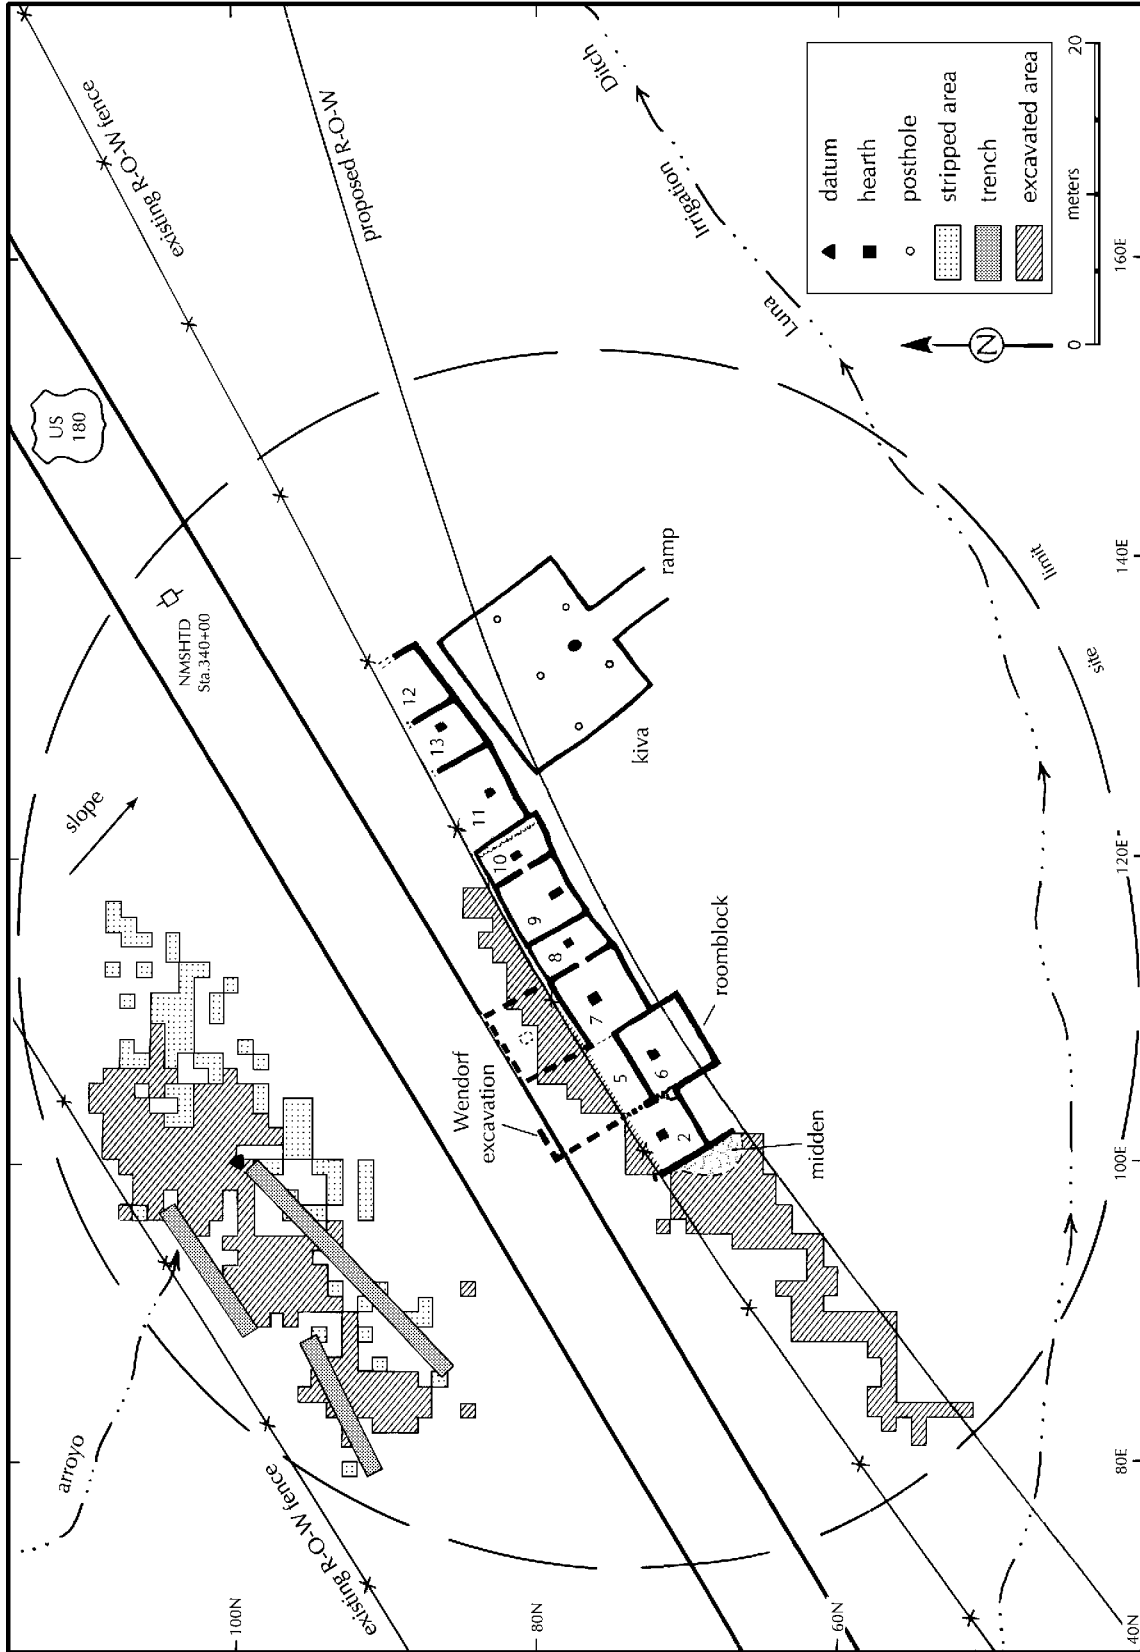 existing R-O-W fence
proposed R-O-W
US
180
NMSHTD
Sta.340+00
slope
arroyo
existing R-O-W fence
Wendorf
excavation
12
13
11
10
9
8
7
5
6
2
kiva
ramp
roomblock
midden
site
limit
Luna
Irrigation
Ditch
datum
hearth
posthole
stripped area
trench
excavated area
N
0
meters
20
100N
80N
60N
40N
80E
100E
120E
140E
160E